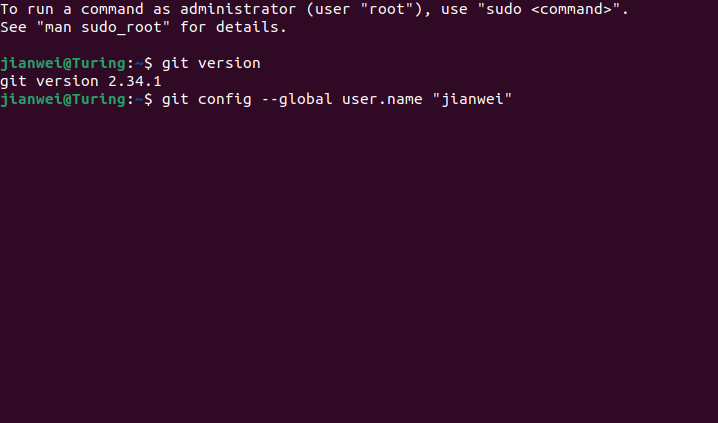 To run a command as administrator (user "root"), use "sudo <command>".
See "man sudo_root" for details.
jianwei@Turing:~$ git version
git version 2.34.1
jianwei@Turing:~$ git config --global user.name "jianwei"